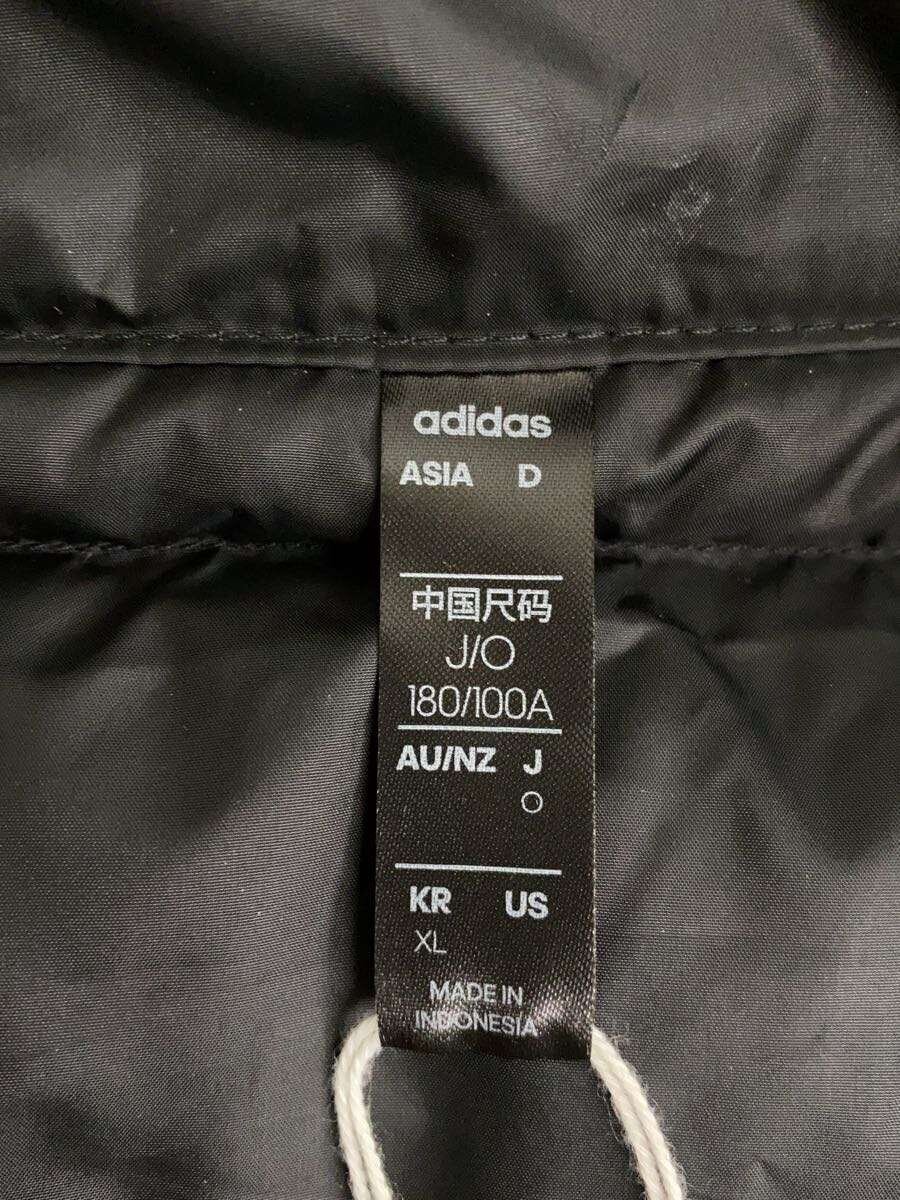 adidas
ASIA D
中国尺码
J/O
180/100A
AU/NZ J
O
KR US
XL
MADE IN
INDONESIA